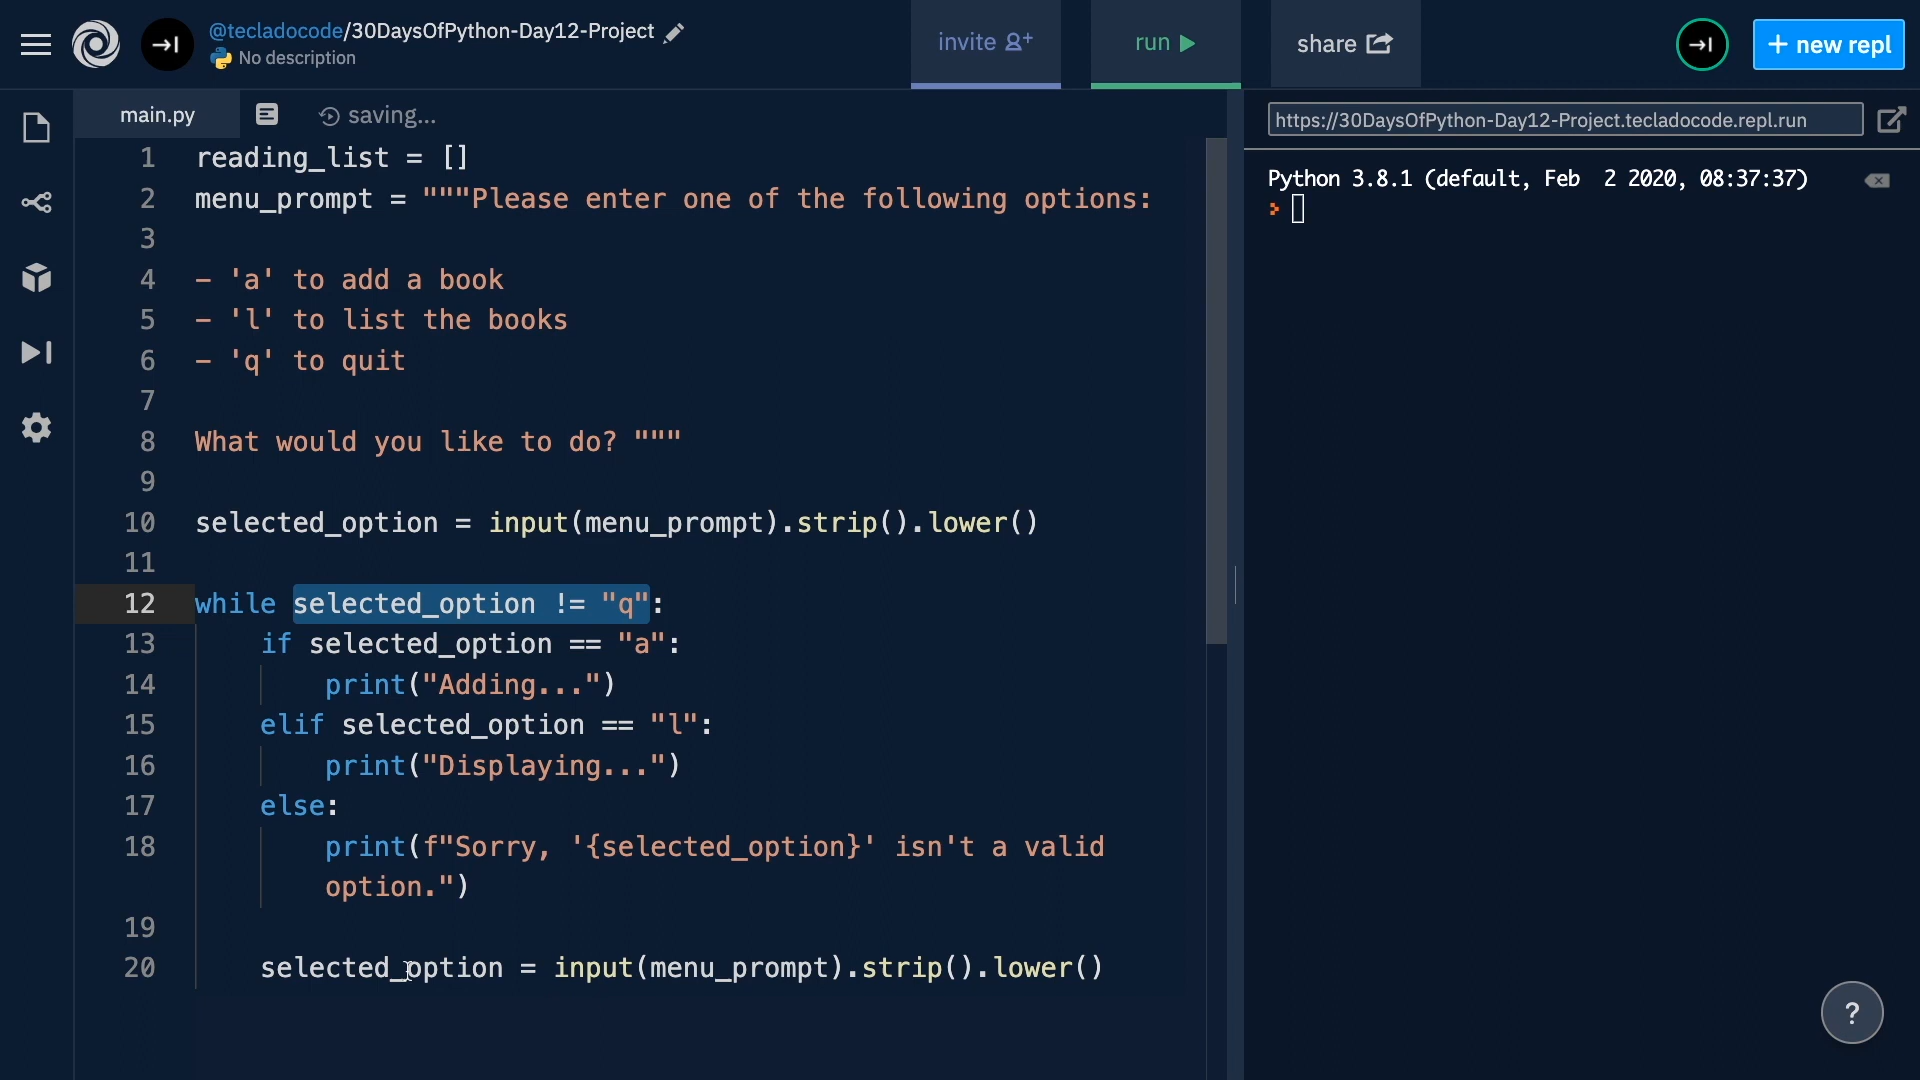 @tecladocode/30DaysOfPython-Day12-Project
No description
invite
run
share
+ new repl
main.py
saving...
https://30DaysOfPython-Day12-Project.tecladocode.repl.run
1 reading_list = []
2 menu_prompt = """Please enter one of the following options:
3
4 – 'a' to add a book
5 – 'l' to list the books
6 – 'q' to quit
7
8 What would you like to do? """
9
10 selected_option = input(menu_prompt).strip().lower()
11
12 while selected_option != "q":
13 if selected_option == "a":
14 print("Adding...")
15 elif selected_option == "l":
16 print("Displaying...")
17 else:
18 print(f"Sorry, '{selected_option}' isn't a valid
option.")
19
20 selected_option = input(menu_prompt).strip().lower()
Python 3.8.1 (default, Feb  2 2020, 08:37:37)
?